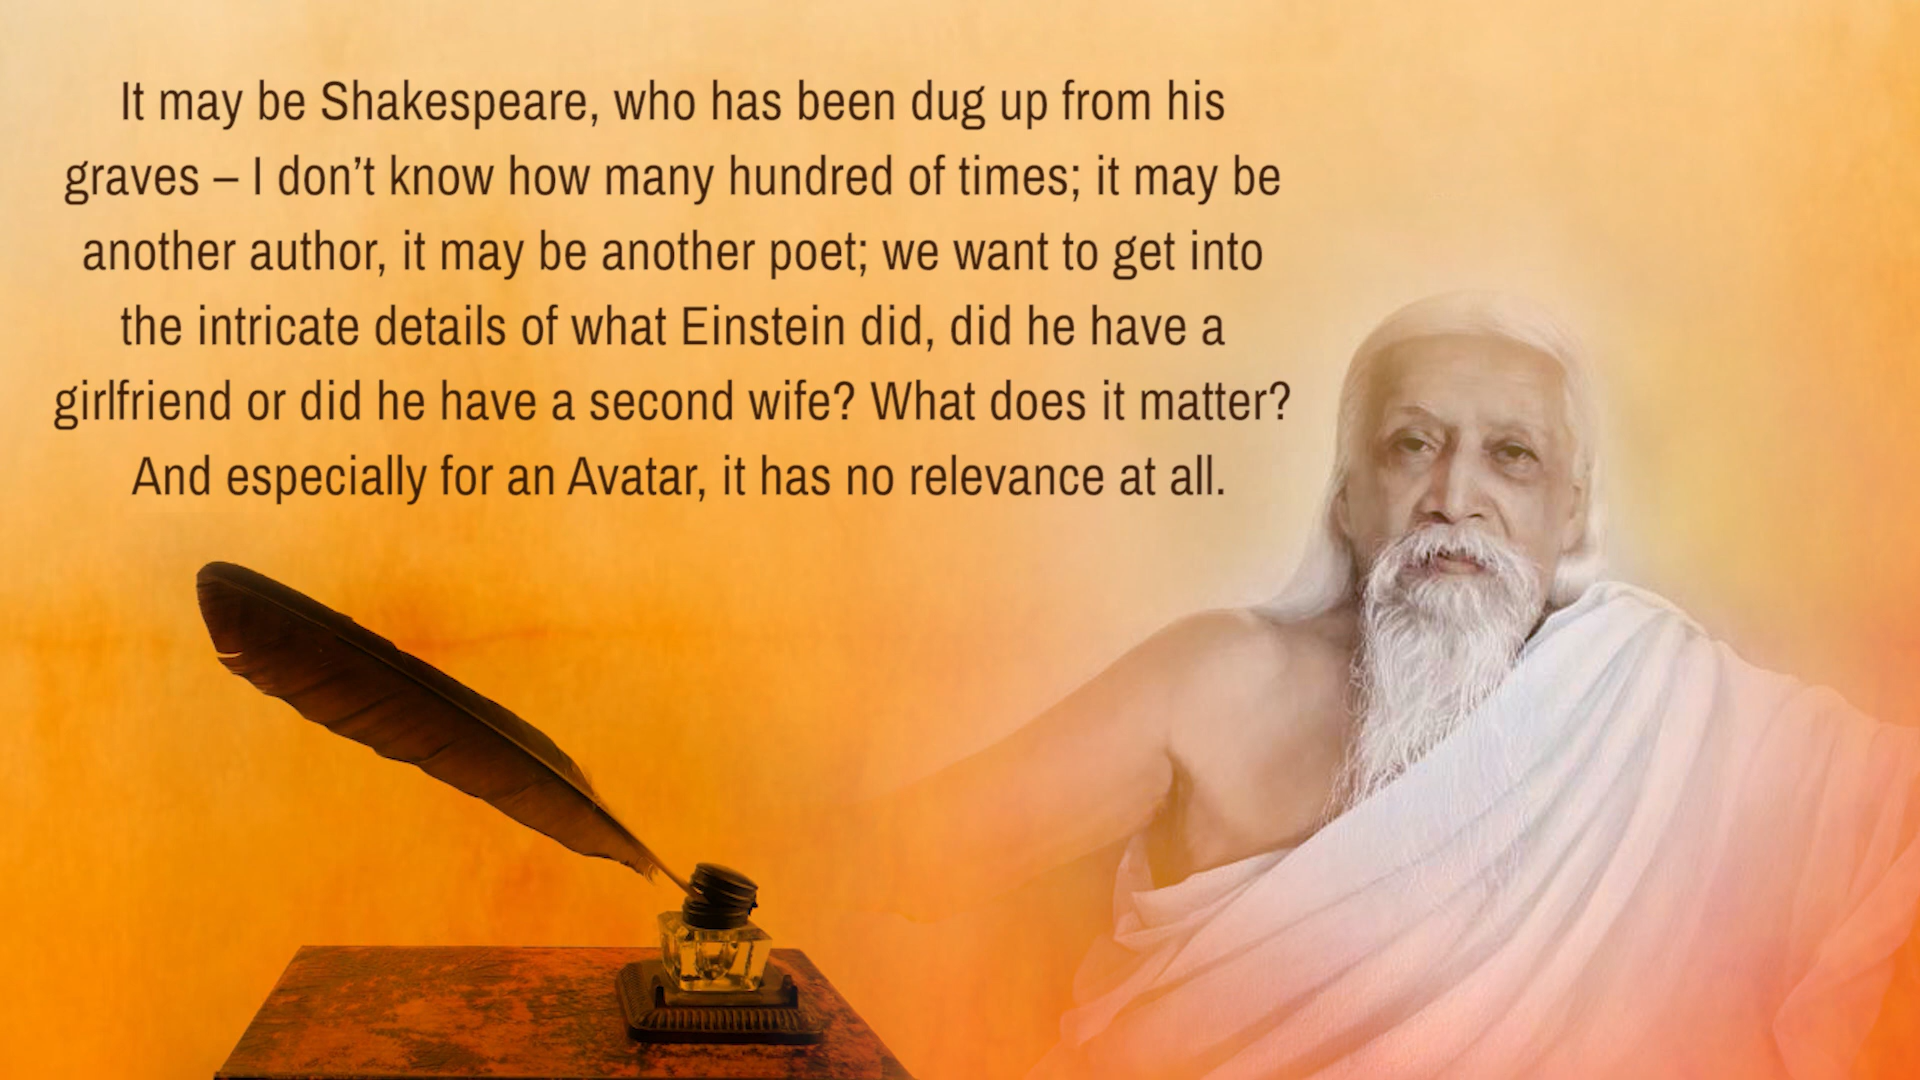 It may be Shakespeare, who has been dug up from his
graves – I don’t know how many hundred of times; it may be
another author, it may be another poet; we want to get into
the intricate details of what Einstein did, did he have a
girlfriend or did he have a second wife? What does it matter?
And especially for an Avatar, it has no relevance at all.